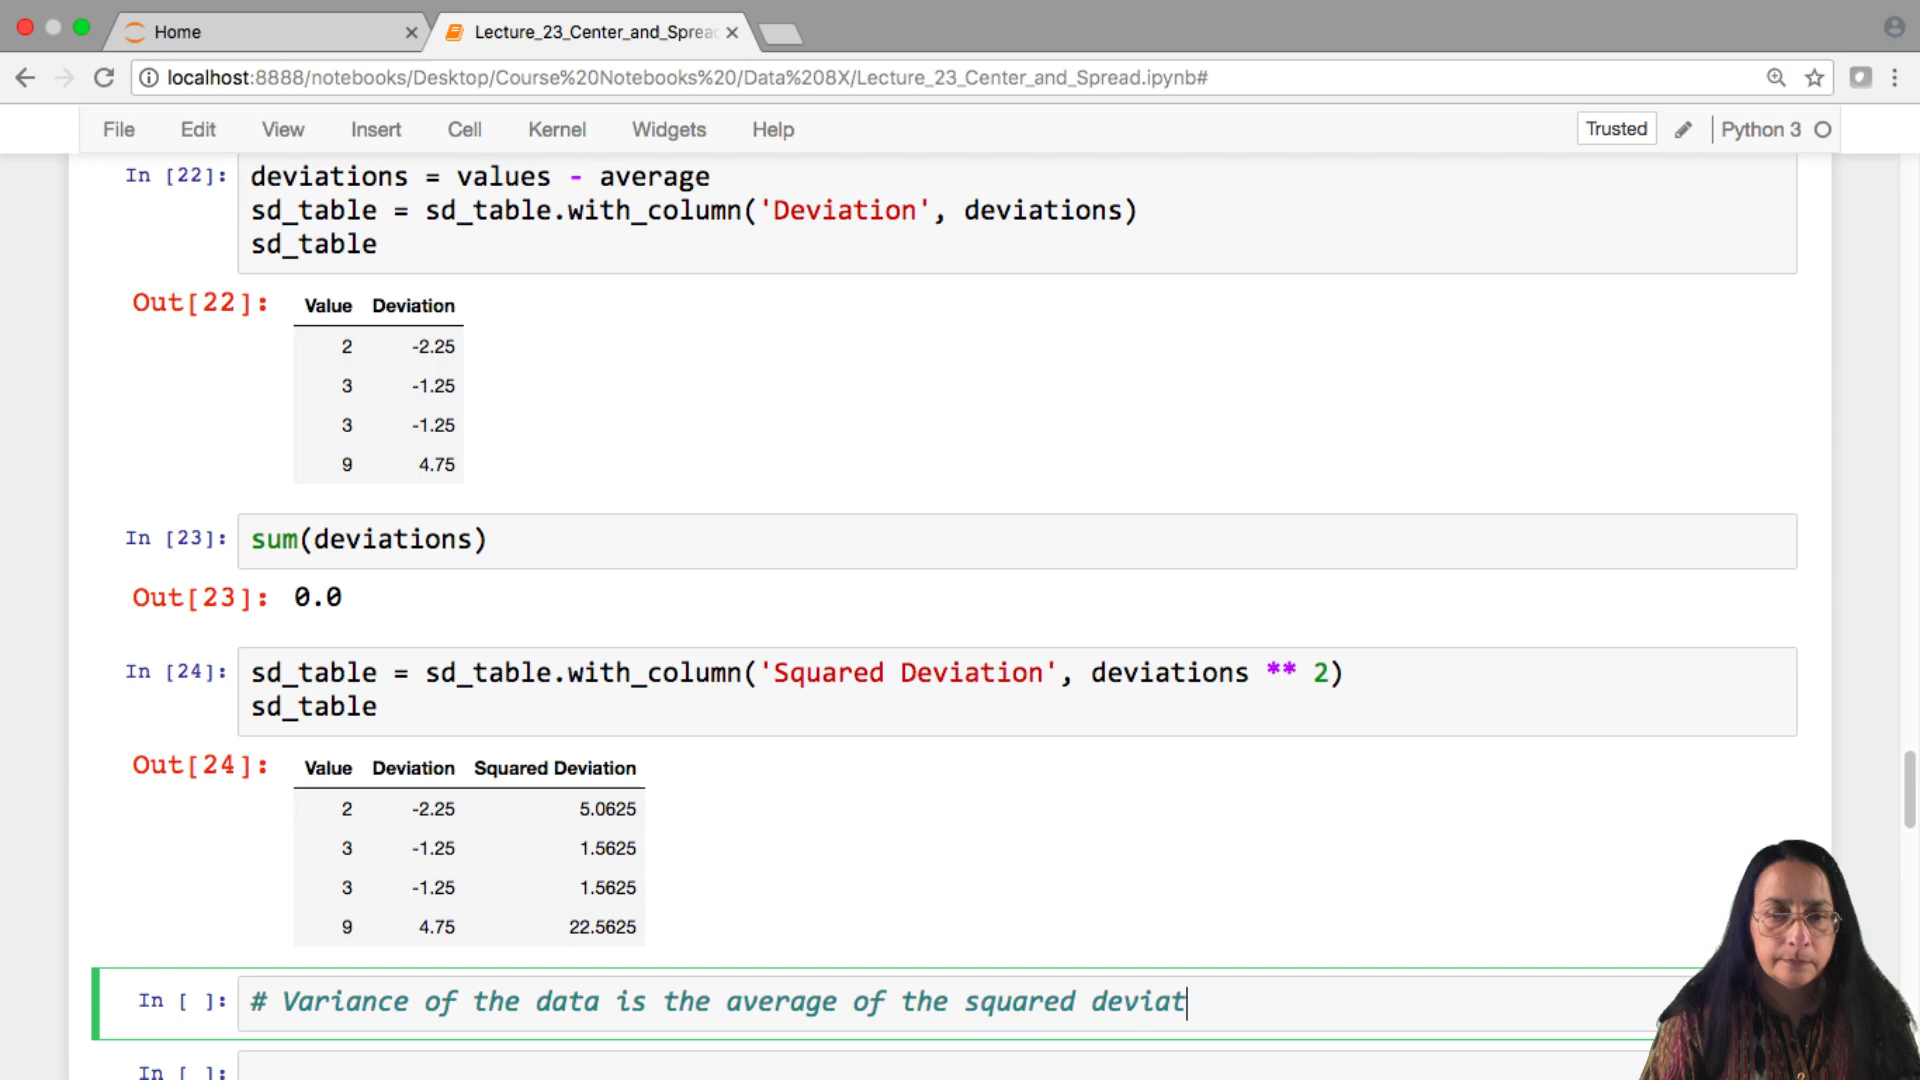 Home
Lecture_23_Center_and_Sprea
localhost:8888/notebooks/Desktop/Course%20Notebooks%20/Data%208X/Lecture_23_Center_and_Spread.ipynb#
File Edit View Insert Cell Kernel Widgets Help Trusted Python 3
In [22]: deviations = values - average
sd_table = sd_table.with_column('Deviation', deviations)
sd_table
Out[22]: Value Deviation
2 -2.25
3 -1.25
3 -1.25
9 4.75
In [23]: sum(deviations)
Out[23]: 0.0
In [24]: sd_table = sd_table.with_column('Squared Deviation', deviations ** 2)
sd_table
Out[24]: Value Deviation Squared Deviation
2 -2.25 5.0625
3 -1.25 1.5625
3 -1.25 1.5625
9 4.75 22.5625
In [ ]: # Variance of the data is the average of the squared deviat
In [ ]: